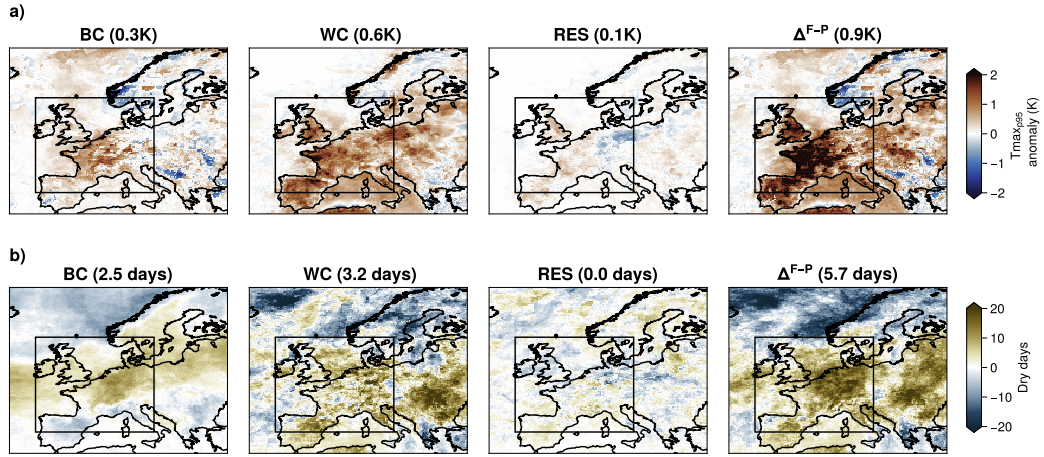 a)
BC (0.3K)
WC (0.6K)
RES (0.1K)
Δ^F−P (0.9K)
2
1
0
−1
−2
Tmax_p95
anomaly (K)
b)
BC (2.5 days)
WC (3.2 days)
RES (0.0 days)
Δ^F−P (5.7 days)
20
10
0
−10
−20
Dry days